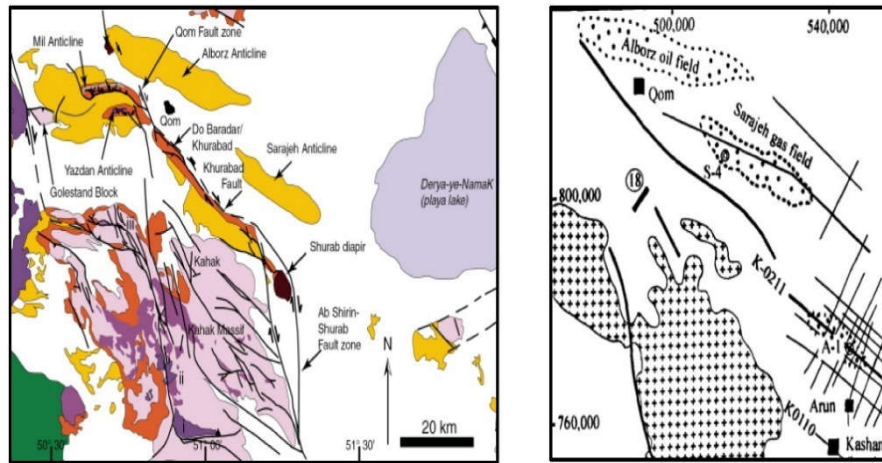 Mil Anticline
Qom Fault zone
Alborz Anticline
Qom
Do Baradar/
Khurabad
Khurabad
Fault
Sarajeh Anticline
Yazdan Anticline
Golestand Block
Derya-ye-NamaK
(playa lake)
iii
Shurab diapir
Kahak
Kahak Massif
Ab Shirin-
Shurab
Fault zone
ii
i
N
20 km
50° 30'
51° 00'
51° 30'
500,000
540,000
Alborz oil field
Qom
Sarajeh gas field
S-4
800,000
18
K-0211
A-1
Arun
760,000
K0110
Kashan